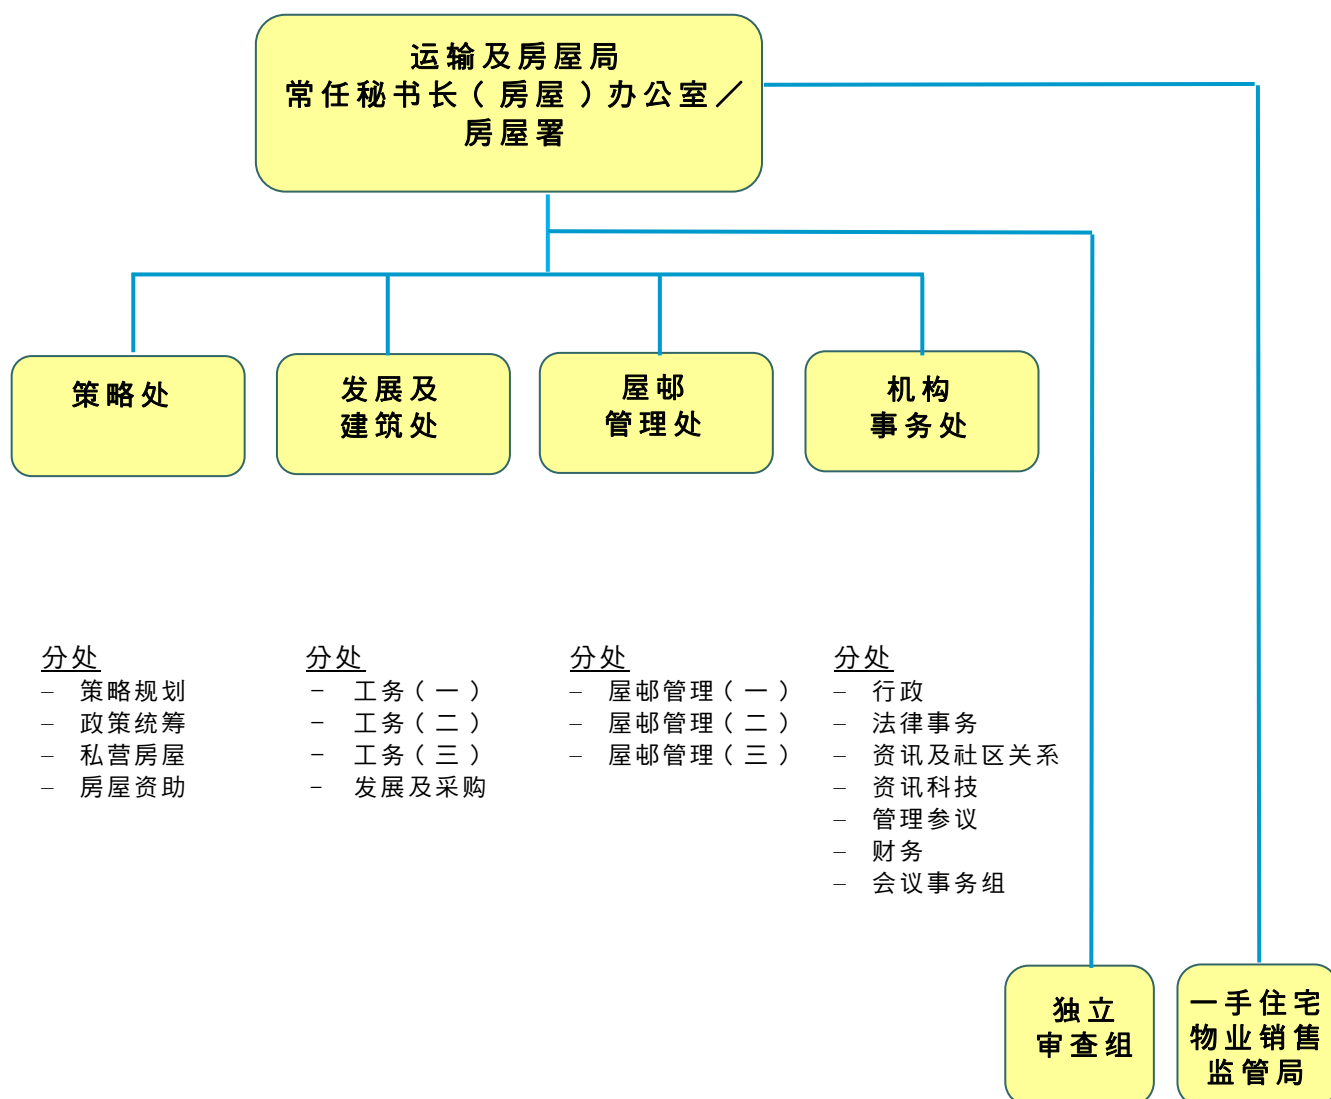 运输及房屋局
常任秘书长（房屋）办公室／
房屋署
策略处
发展及
建筑处
屋邨
管理处
机构
事务处
分处
– 策略规划
– 政策统筹
– 私营房屋
– 房屋资助
分处
– 工务（一）
– 工务（二）
– 工务（三）
– 发展及采购
分处
– 屋邨管理（一）
– 屋邨管理（二）
– 屋邨管理（三）
分处
– 行政
– 法律事务
– 资讯及社区关系
– 资讯科技
– 管理参议
– 财务
– 会议事务组
独立
审查组
一手住宅
物业销售
监管局